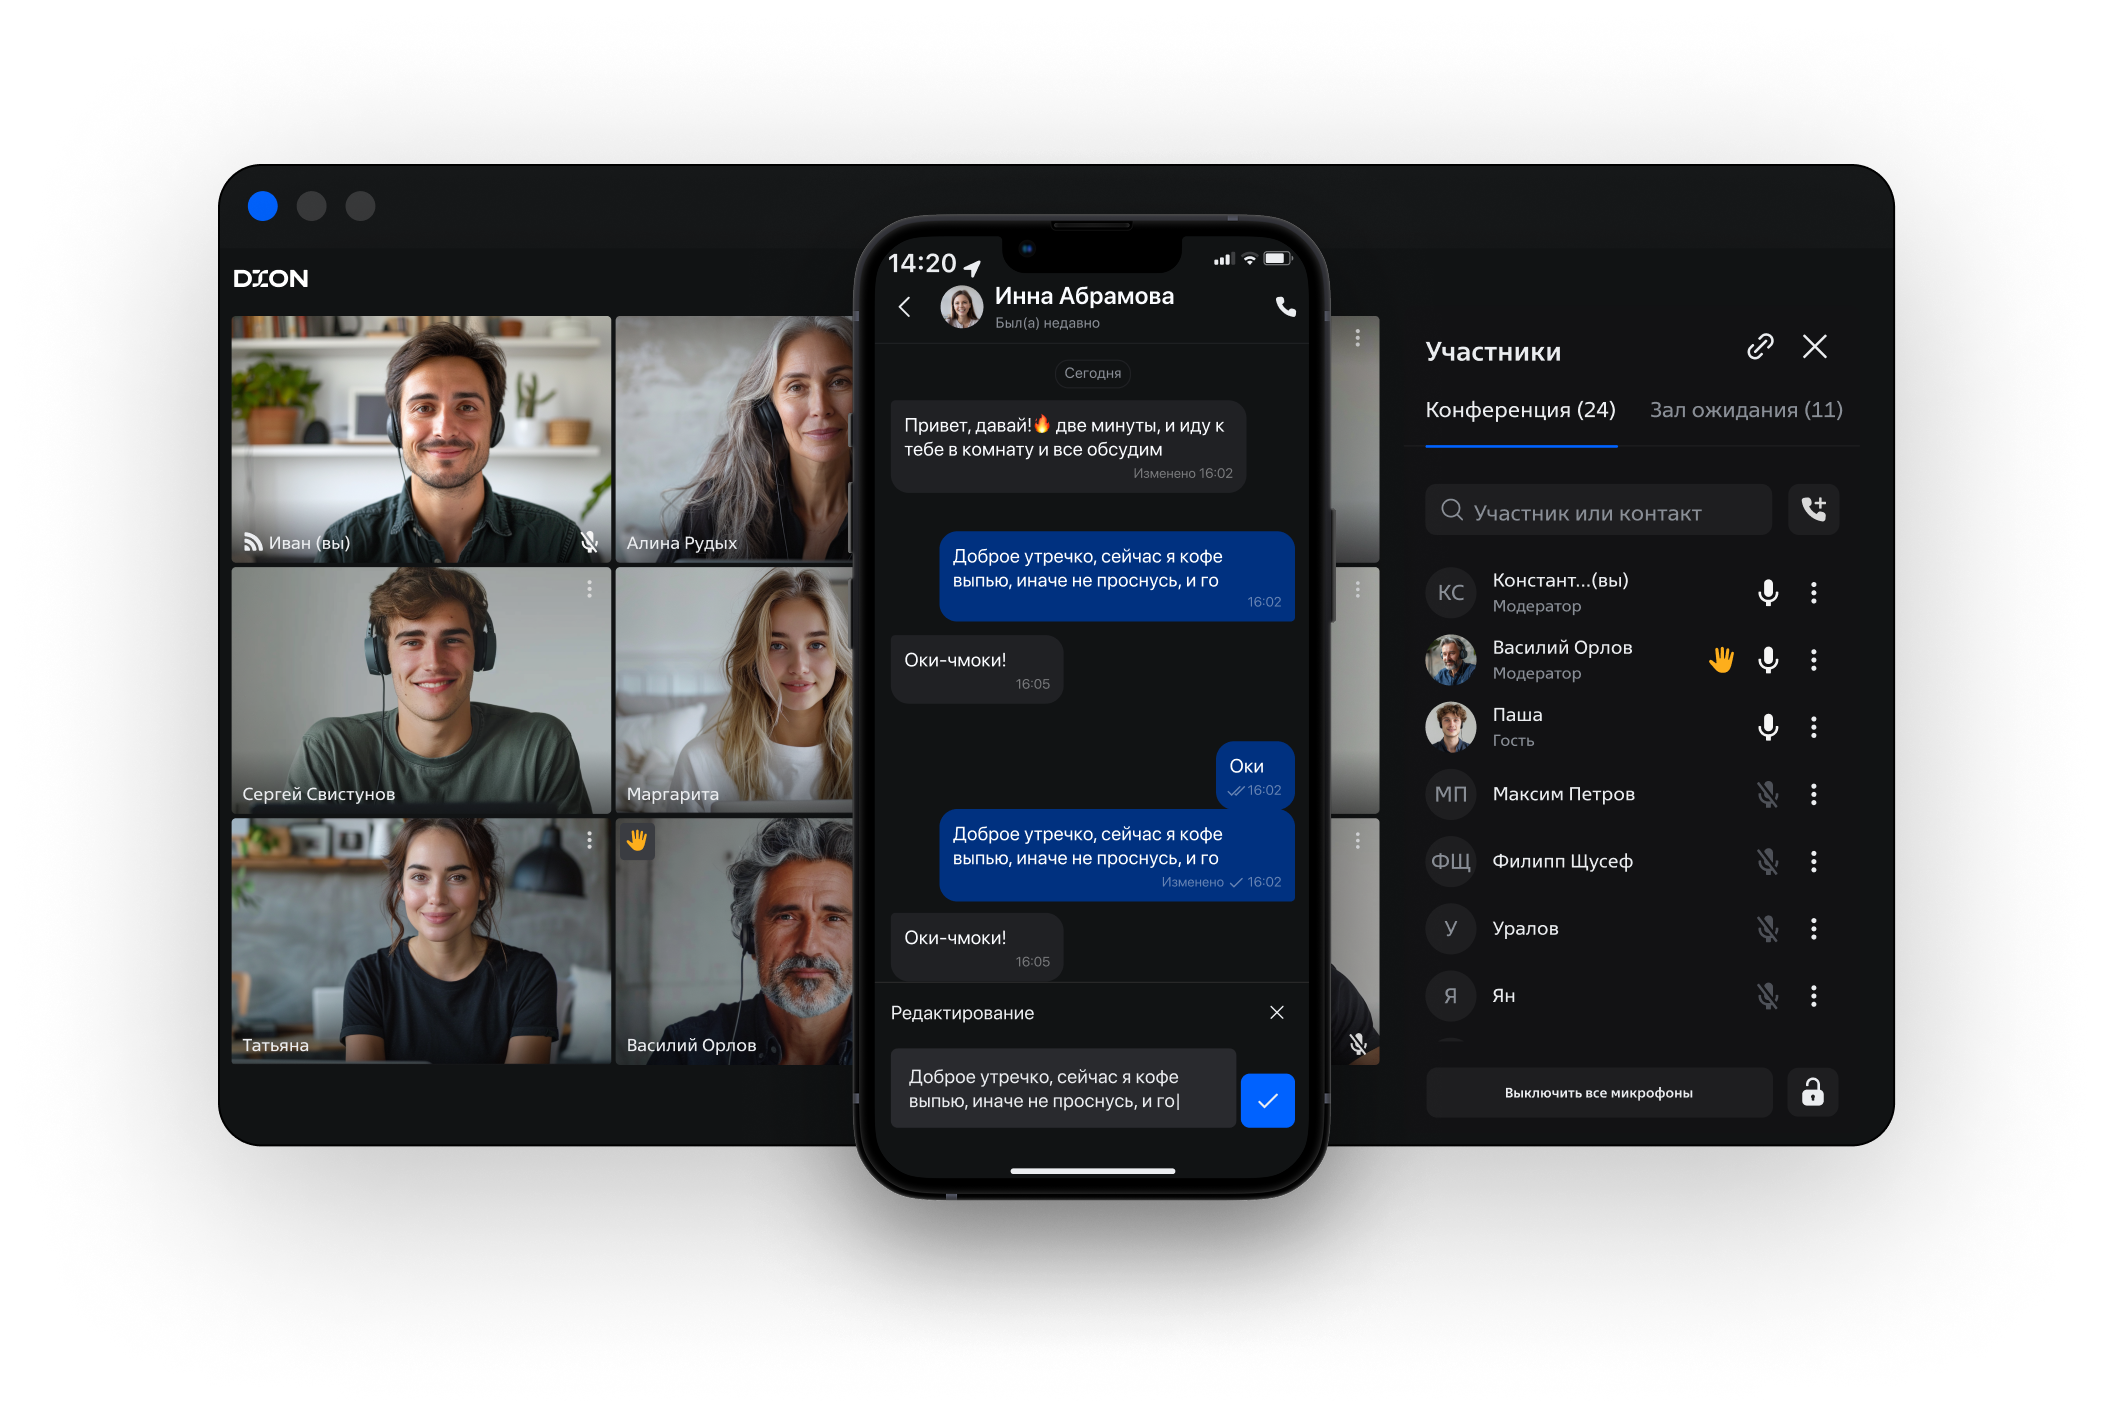 DION
Иван (вы)
Алина Рудых
Сергей Свистунов
Маргарита
Татьяна
Василий Орлов
14:20
Инна Абрамова
Был(а) недавно
Сегодня
Привет, давай!🔥 две минуты, и иду к
тебе в комнату и все обсудим
Изменено 16:02
Доброе утречко, сейчас я кофе
выпью, иначе не проснусь, и го
16:02
Оки-чмоки!
16:05
Оки
16:02
Доброе утречко, сейчас я кофе
выпью, иначе не проснусь, и го
Изменено 16:02
Оки-чмоки!
16:05
Редактирование
Доброе утречко, сейчас я кофе
выпью, иначе не проснусь, и го
Участники
Конференция (24) Зал ожидания (11)
Участник или контакт
КС
Констант...(вы)
Модератор
Василий Орлов
Модератор
Паша
Гость
МП
Максим Петров
ФЩ
Филипп Щусеф
У
Уралов
Я
Ян
Выключить все микрофоны